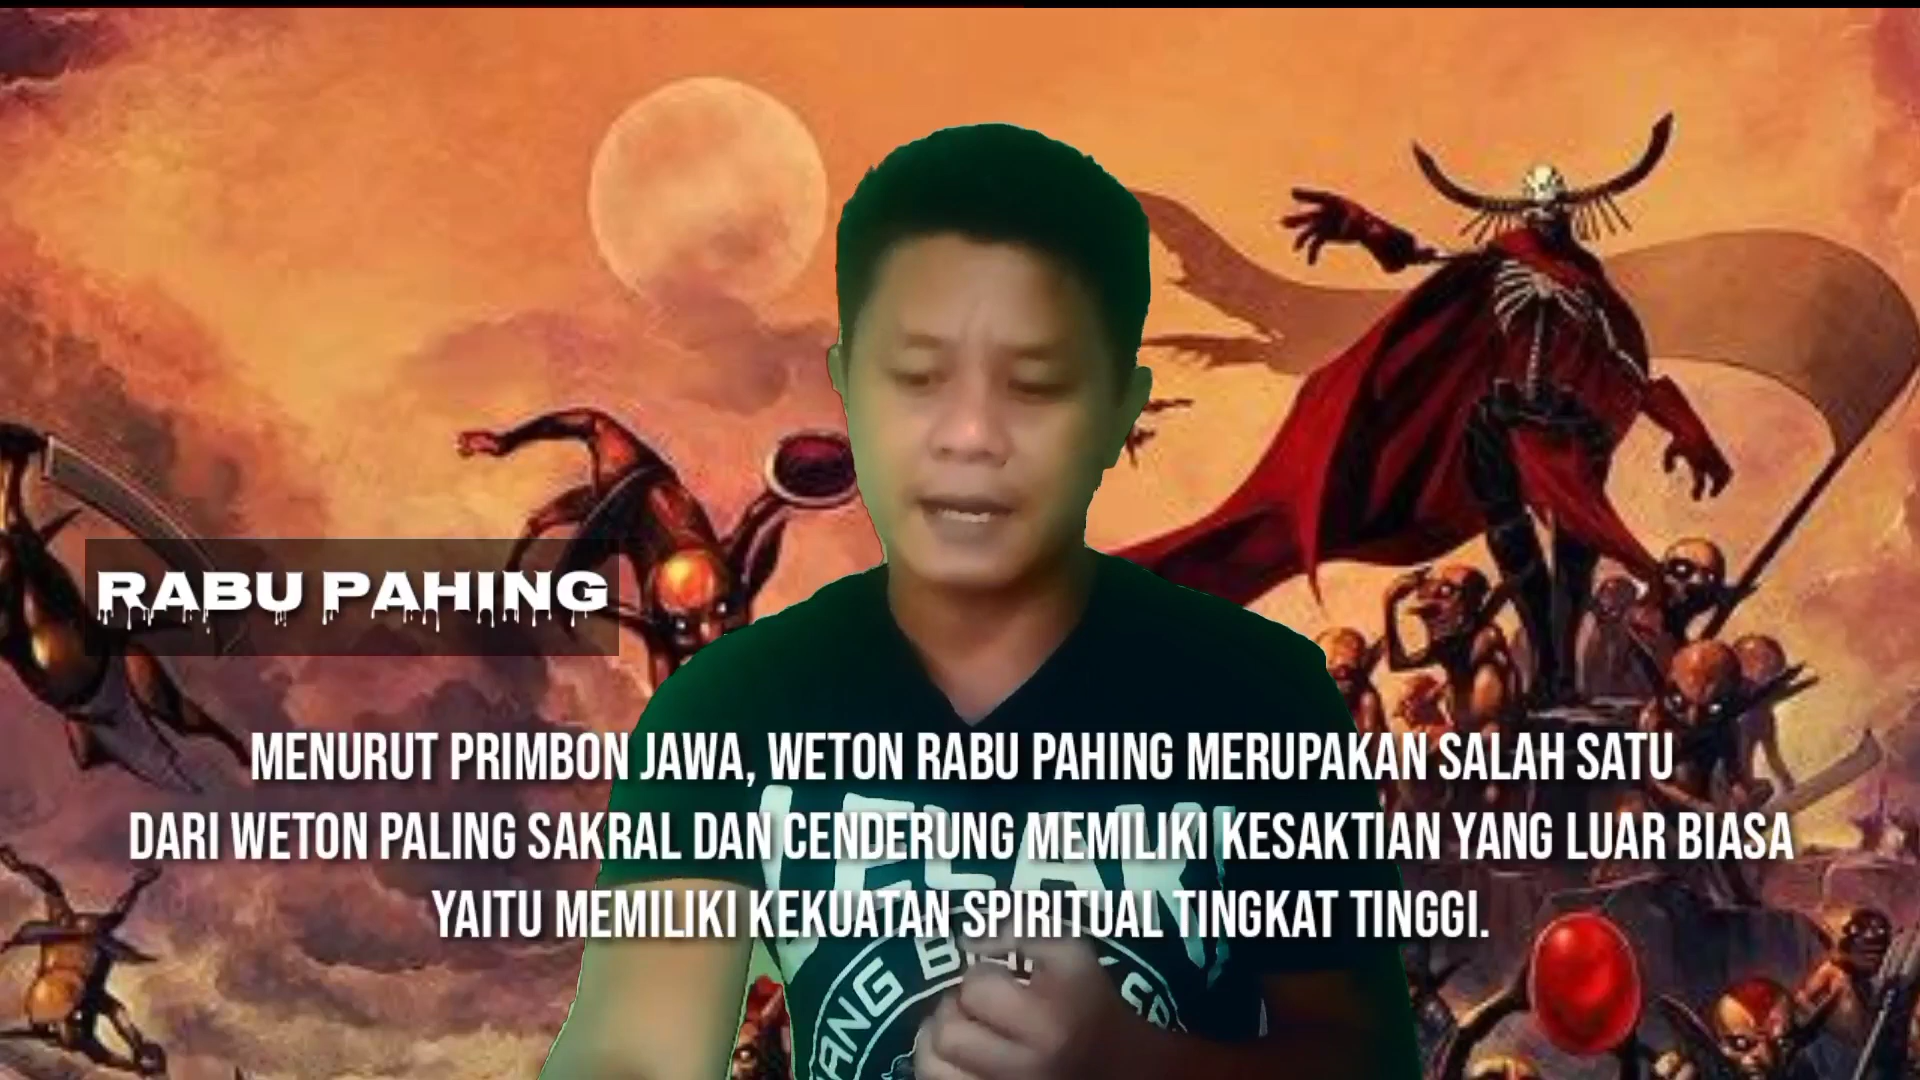 RABU PAHING
MENURUT PRIMBON JAWA, WETON RABU PAHING MERUPAKAN SALAH SATU
DARI WETON PALING SAKRAL DAN CENDERUNG MEMILIKI KESAKTIAN YANG LUAR BIASA
YAITU MEMILIKI KEKUATAN SPIRITUAL TINGKAT TINGGI.